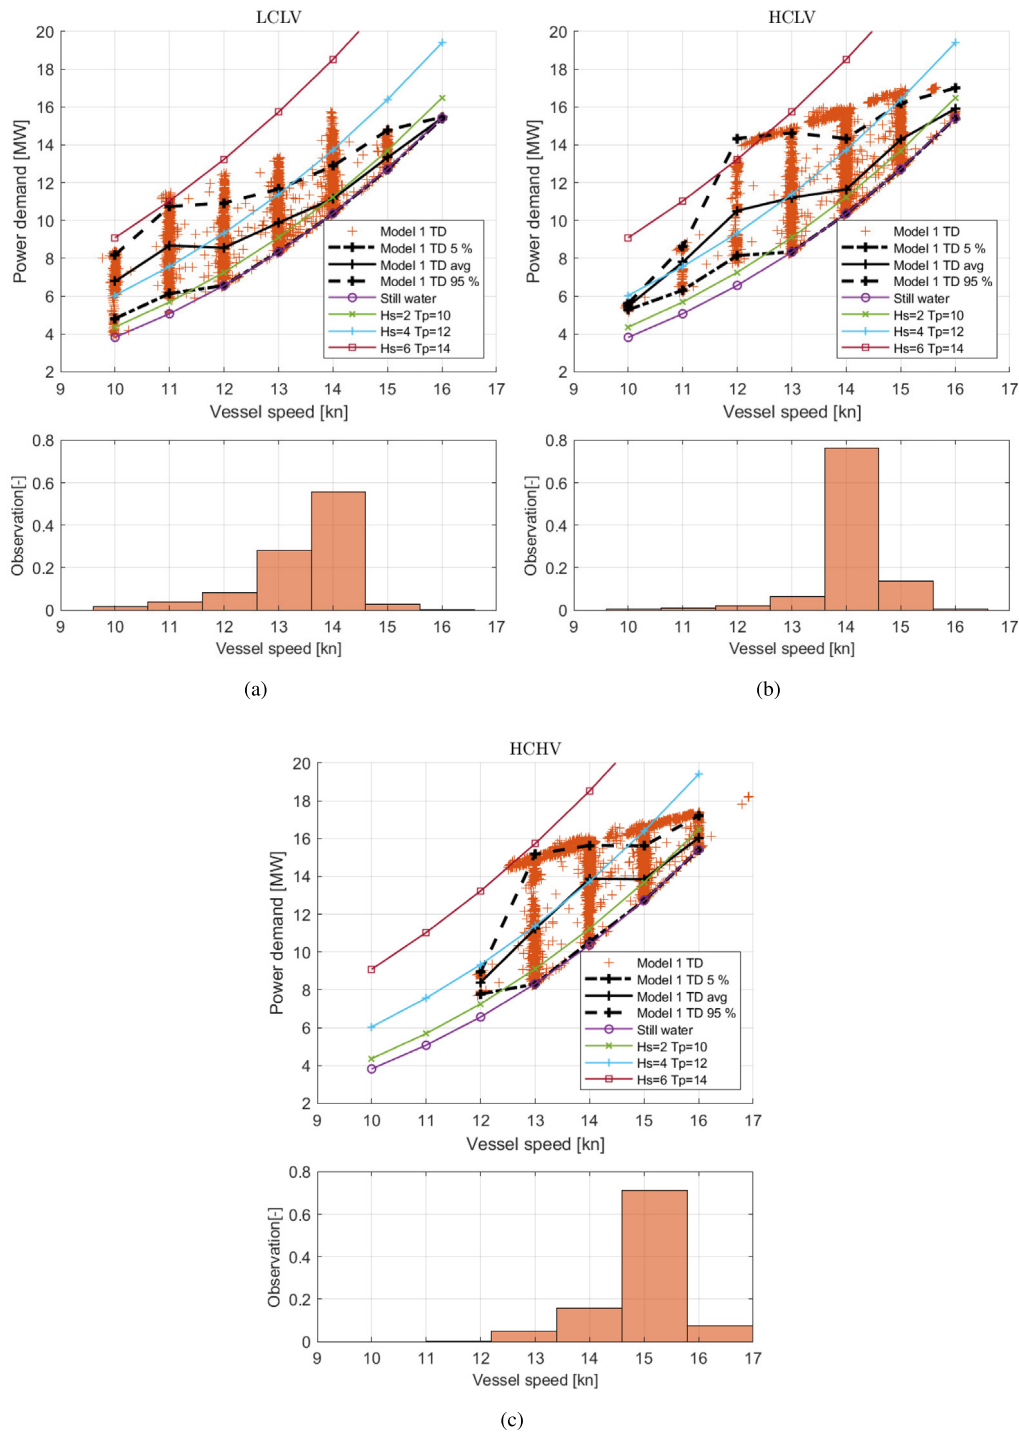 LCLV
20
18
16
14
12
10
8
6
4
2
Power demand [MW]
Model 1 TD
Model 1 TD 5 %
Model 1 TD avg
Model 1 TD 95 %
Still water
Hs=2 Tp=10
Hs=4 Tp=12
Hs=6 Tp=14
9 10 11 12 13 14 15 16 17
Vessel speed [kn]
0.8
0.6
0.4
0.2
0
Observation[-]
9 10 11 12 13 14 15 16 17
Vessel speed [kn]
(a)
HCLV
20
18
16
14
12
10
8
6
4
2
Power demand [MW]
Model 1 TD
Model 1 TD 5 %
Model 1 TD avg
Model 1 TD 95 %
Still water
Hs=2 Tp=10
Hs=4 Tp=12
Hs=6 Tp=14
9 10 11 12 13 14 15 16 17
Vessel speed [kn]
0.8
0.6
0.4
0.2
0
Observation[-]
9 10 11 12 13 14 15 16 17
Vessel speed [kn]
(b)
HCHV
20
18
16
14
12
10
8
6
4
2
Power demand [MW]
Model 1 TD
Model 1 TD 5 %
Model 1 TD avg
Model 1 TD 95 %
Still water
Hs=2 Tp=10
Hs=4 Tp=12
Hs=6 Tp=14
9 10 11 12 13 14 15 16 17
Vessel speed [kn]
0.8
0.6
0.4
0.2
0
Observation[-]
9 10 11 12 13 14 15 16 17
Vessel speed [kn]
(c)